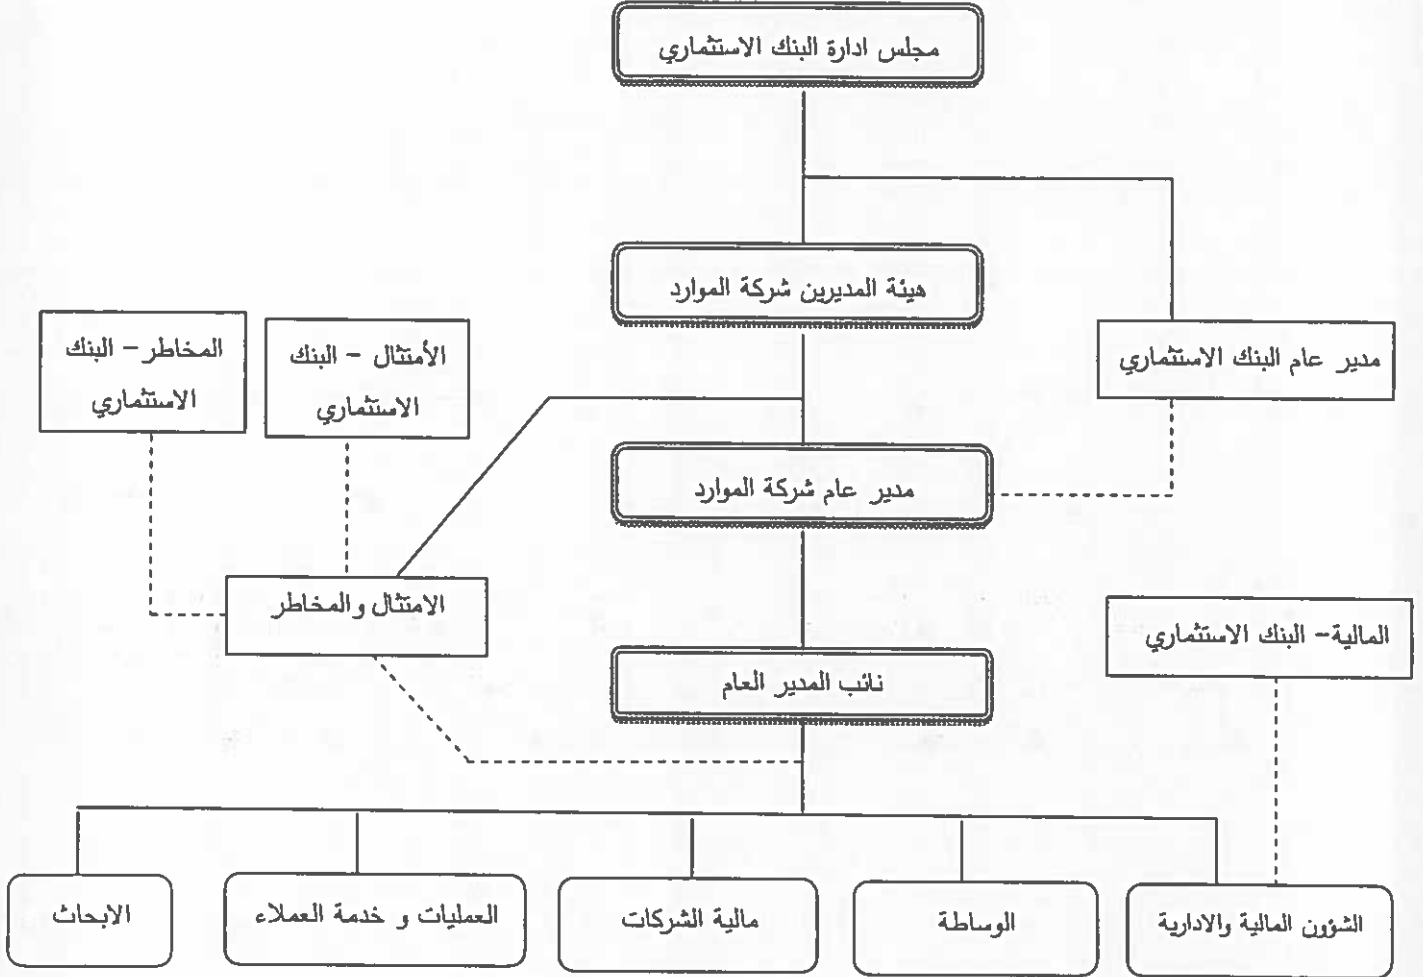 مجلس ادارة البنك الاستثماري
هيئة المديرين شركة الموارد
مدير عام البنك الاستثماري
الأمتثال – البنك
الاستثماري
المخاطر – البنك
الاستثماري
مدير عام شركة الموارد
الامتثال والمخاطر
المالية– البنك الاستثماري
نائب المدير العام
الشؤون المالية والادارية
الوساطة
مالية الشركات
العمليات و خدمة العملاء
الابحاث